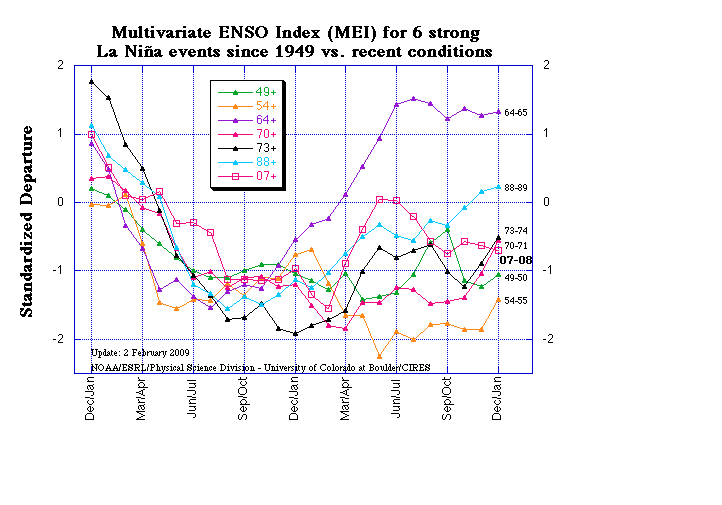 Multivariate ENSO Index (MEI) for 6 strong
La Niña events since 1949 vs. recent conditions
Standardized Departure
2
1
0
-1
-2
2
1
0
-1
-2
49+
54+
64+
70+
73+
88+
07+
64-65
88-89
73-74
70-71
07-08
49-50
54-55
Update: 2 February 2009
NOAA/ESRL/Physical Science Division - University of Colorado at Boulder/CIRES
Dec/Jan
Mar/Apr
Jun/Jul
Sep/Oct
Dec/Jan
Mar/Apr
Jun/Jul
Sep/Oct
Dec/Jan